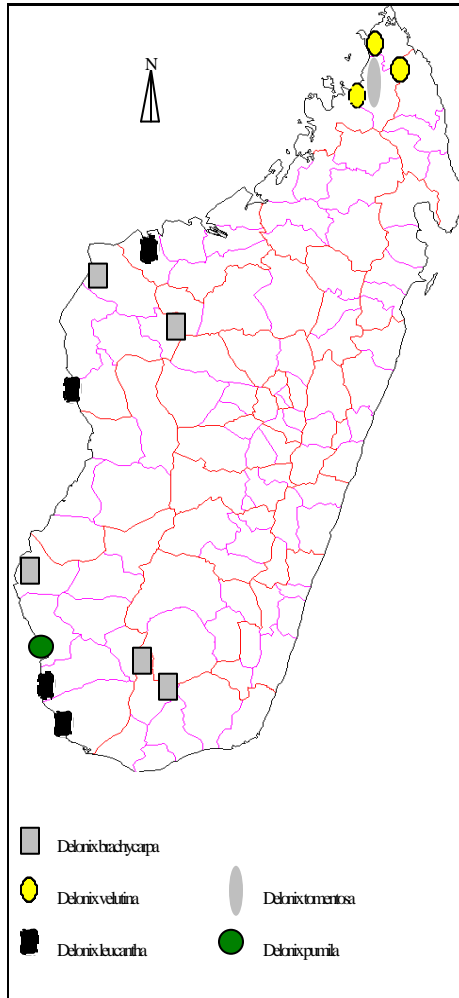 N
Delonix brachycarpa
Delonix velutina
Delonix tomentosa
Delonix leucantha
Delonix pumila